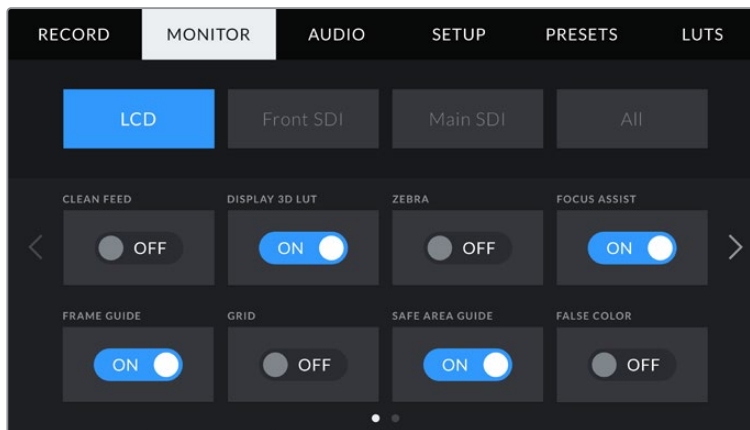 RECORD MONITOR AUDIO SETUP PRESETS LUTS
LCD Front SDI Main SDI All
CLEAN FEED DISPLAY 3D LUT ZEBRA FOCUS ASSIST
OFF ON OFF ON
FRAME GUIDE GRID SAFE AREA GUIDE FALSE COLOR
ON OFF ON OFF